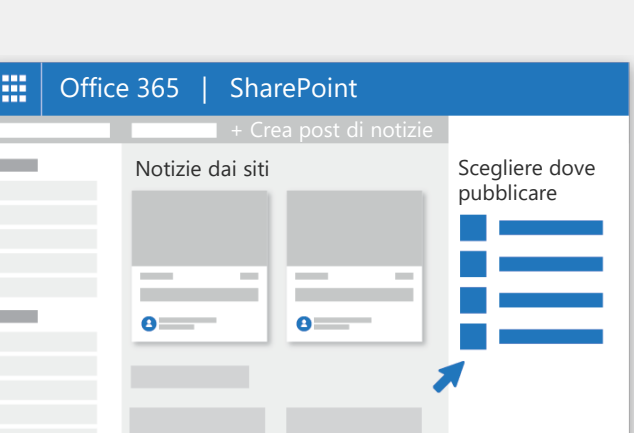 Office 365 | SharePoint
+ Crea post di notizie
Notizie dai siti
Scegliere dove
pubblicare